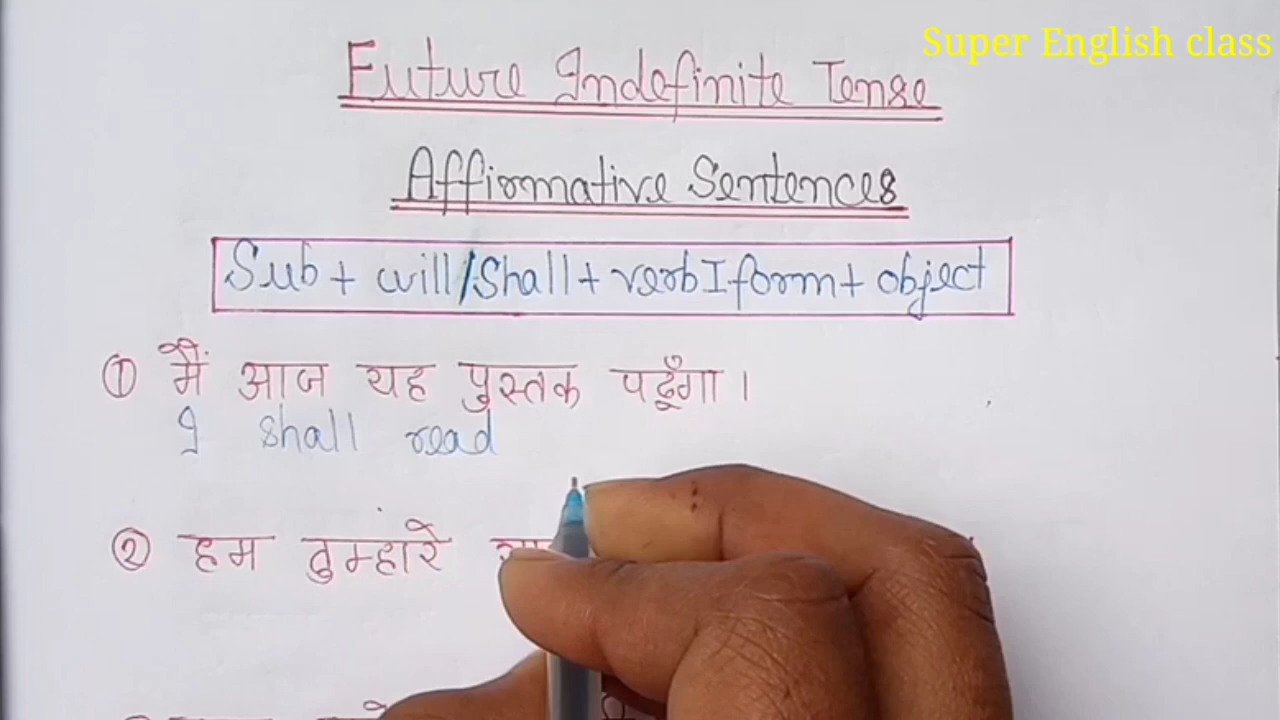 Super English class
Future Indefinite Tense
Affirmative Sentences
Sub + will/Shall + verb I form + object
① मैं आज यह पुस्तक पढूँगा।
I shall read
② हम तुम्हारे